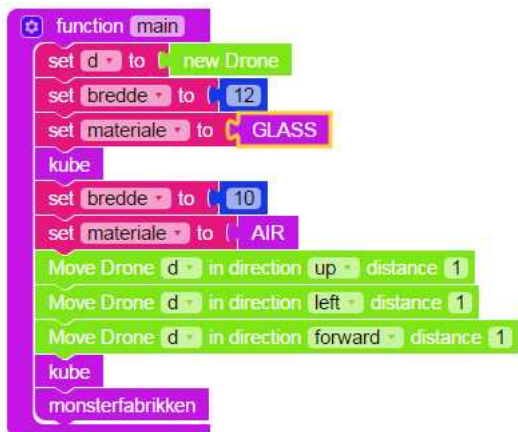 function main
set d to new Drone
set bredde to 12
set materiale to GLASS
kube
set bredde to 10
set materiale to AIR
Move Drone d in direction up distance 1
Move Drone d in direction left distance 1
Move Drone d in direction forward distance 1
kube
monsterfabrikken